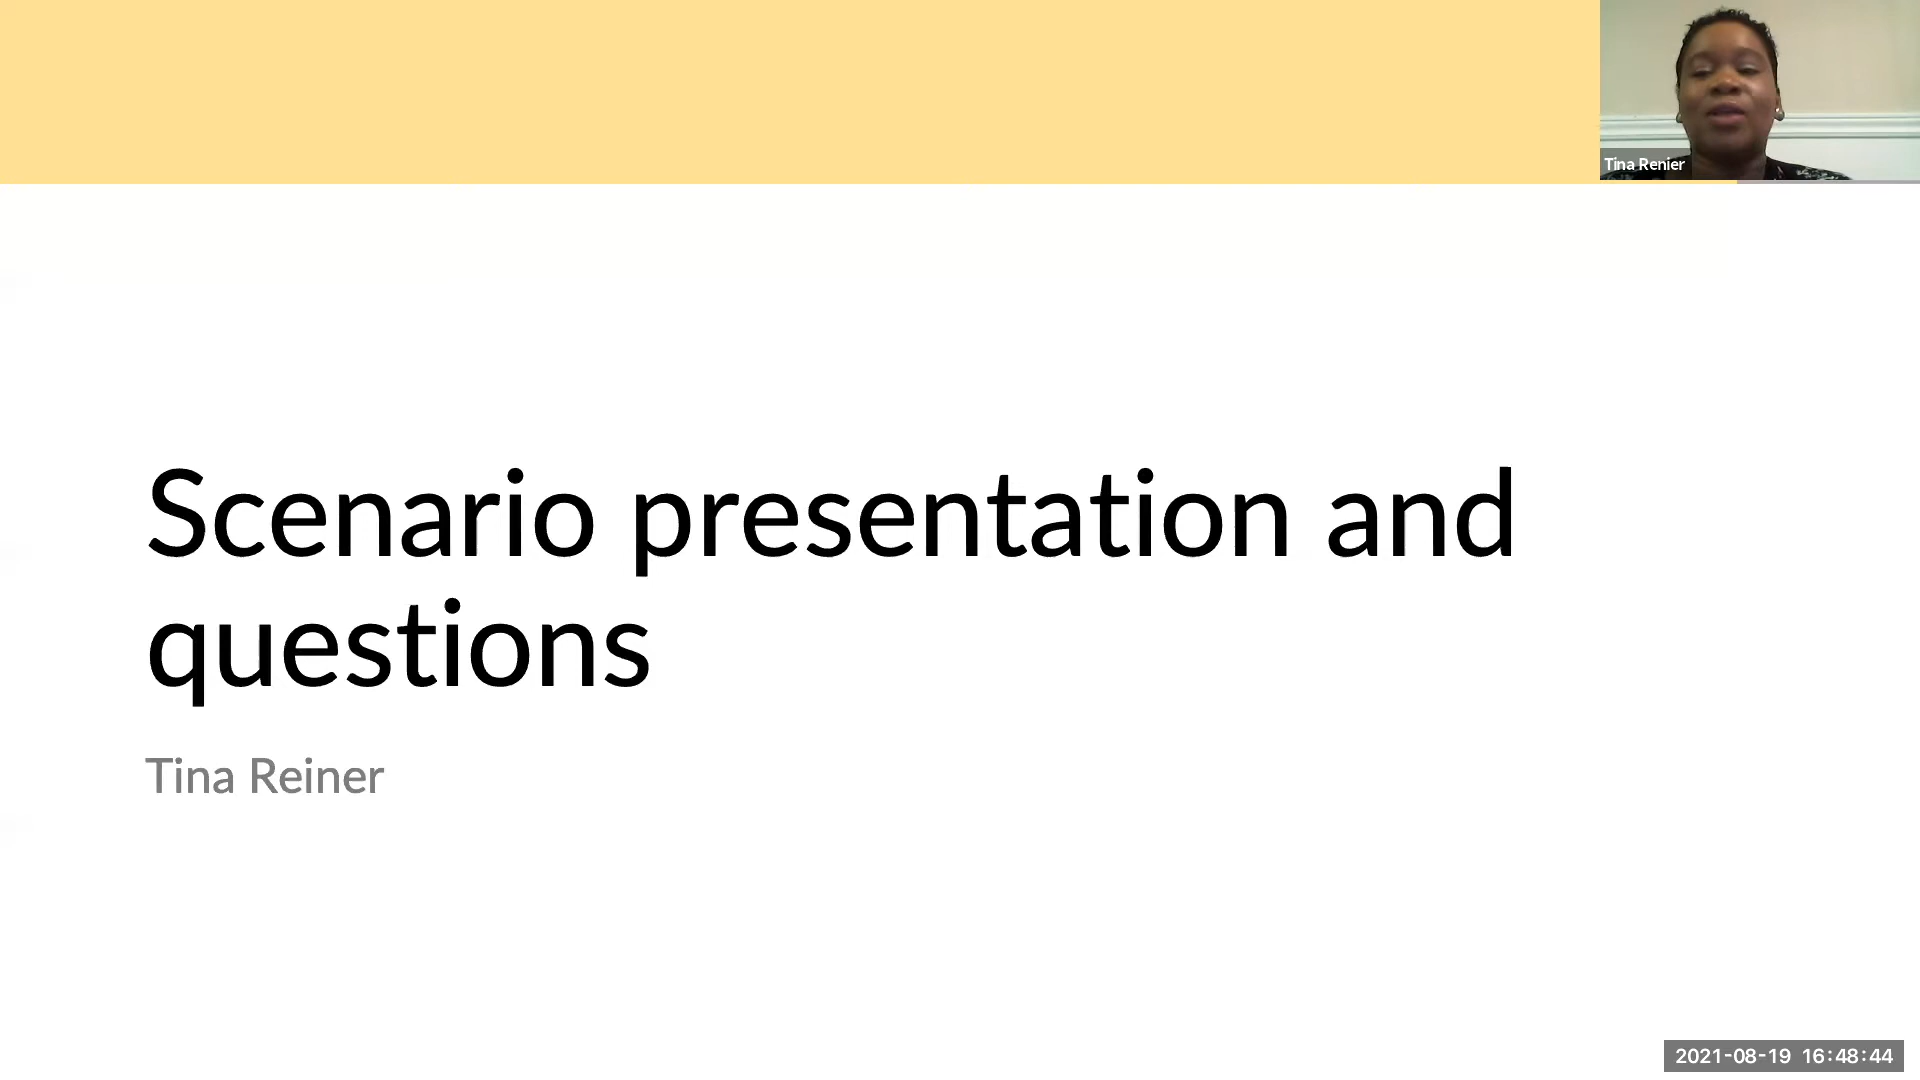 Tina Renier
Scenario presentation and
questions
Tina Reiner
2021-08-19 16:48:44